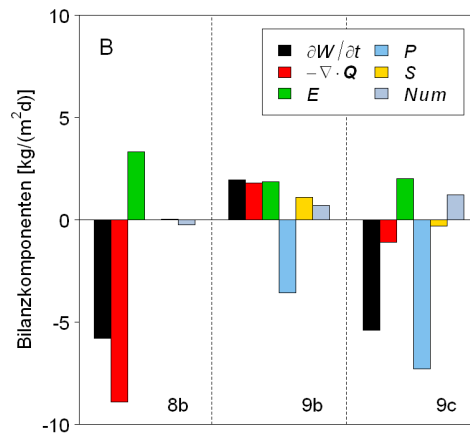 B
∂W/∂t
−∇·Q
E
P
S
Num
Bilanzkomponenten [kg/(m²d)]
10
5
0
-5
-10
8b
9b
9c